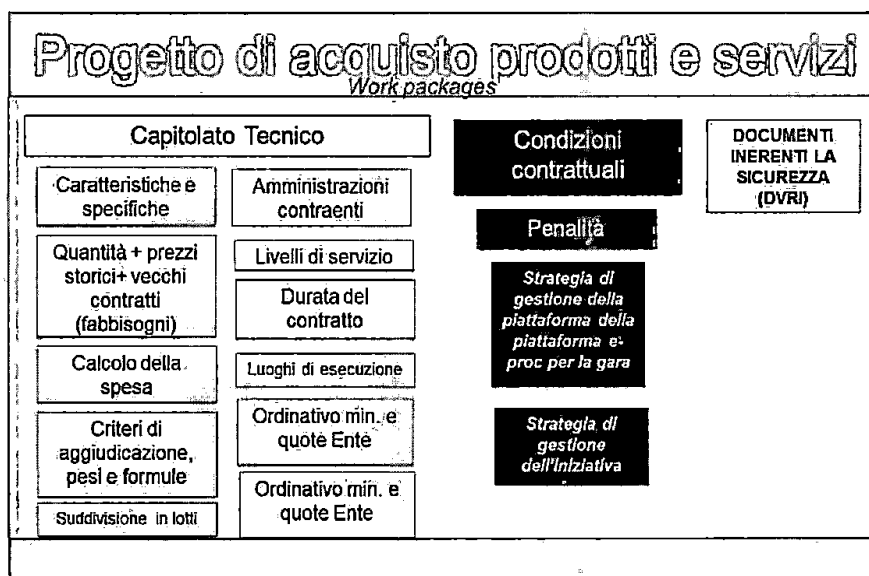 Progetto di acquisto prodotti e servizi
Work packages
Capitolato Tecnico
Caratteristiche e
specifiche
Quantità + prezzi
storici+ vecchi
contratti
(fabbisogni)
Calcolo della
spesa
Criteri di
aggiudicazione,
pesi e formule
Suddivisione in lotti
Amministrazioni
contraenti
Livelli di servizio
Durata del
contratto
Luoghi di esecuzione
Ordinativo min. e
quote Ente
Ordinativo min. e
quote Ente
Condizioni
contrattuali
Penalità
Strategia di
gestione della
piattaforma della
piattaforma e-
proc per la gara
Strategia di
gestione
dell'Iniziativa
DOCUMENTI
INERENTI LA
SICUREZZA
(DVRI)